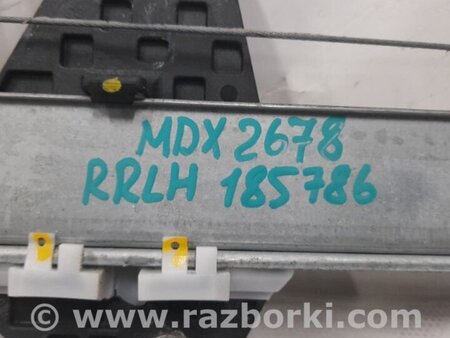 MDX 2678
RRLH 185786
© www.razborki.com